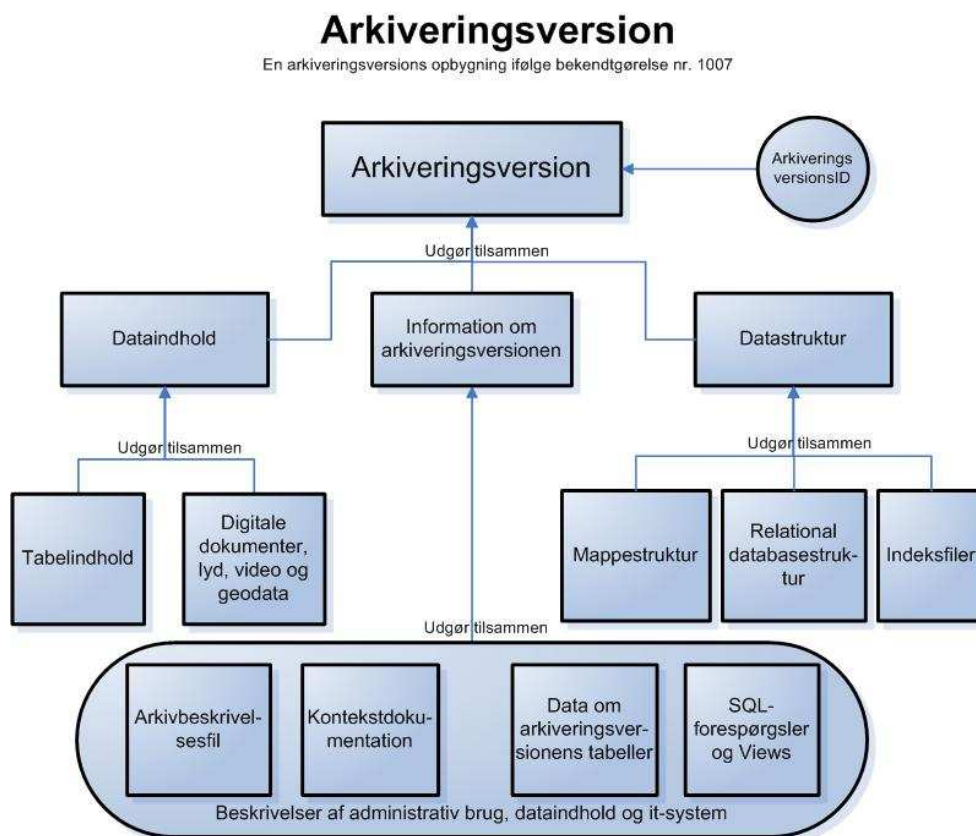 Arkiveringsversion
En arkiveringsversions opbygning ifølge bekendtgørelse nr. 1007
Arkiveringsversion
Arkiverings
versionsID
Udgør tilsammen
Dataindhold
Information om
arkiveringsversionen
Datastruktur
Udgør tilsammen
Udgør tilsammen
Tabelindhold
Digitale
dokumenter,
lyd, video og
geodata
Mappestruktur
Relational
databasestruk-
tur
Indeksfiler
Udgør tilsammen
Arkivbeskrivel-
sesfil
Kontekstdoku-
mentation
Data om
arkiveringsver-
sionens tabeller
SQL-
forespørgsler
og Views
Beskrivelser af administrativ brug, dataindhold og it-system